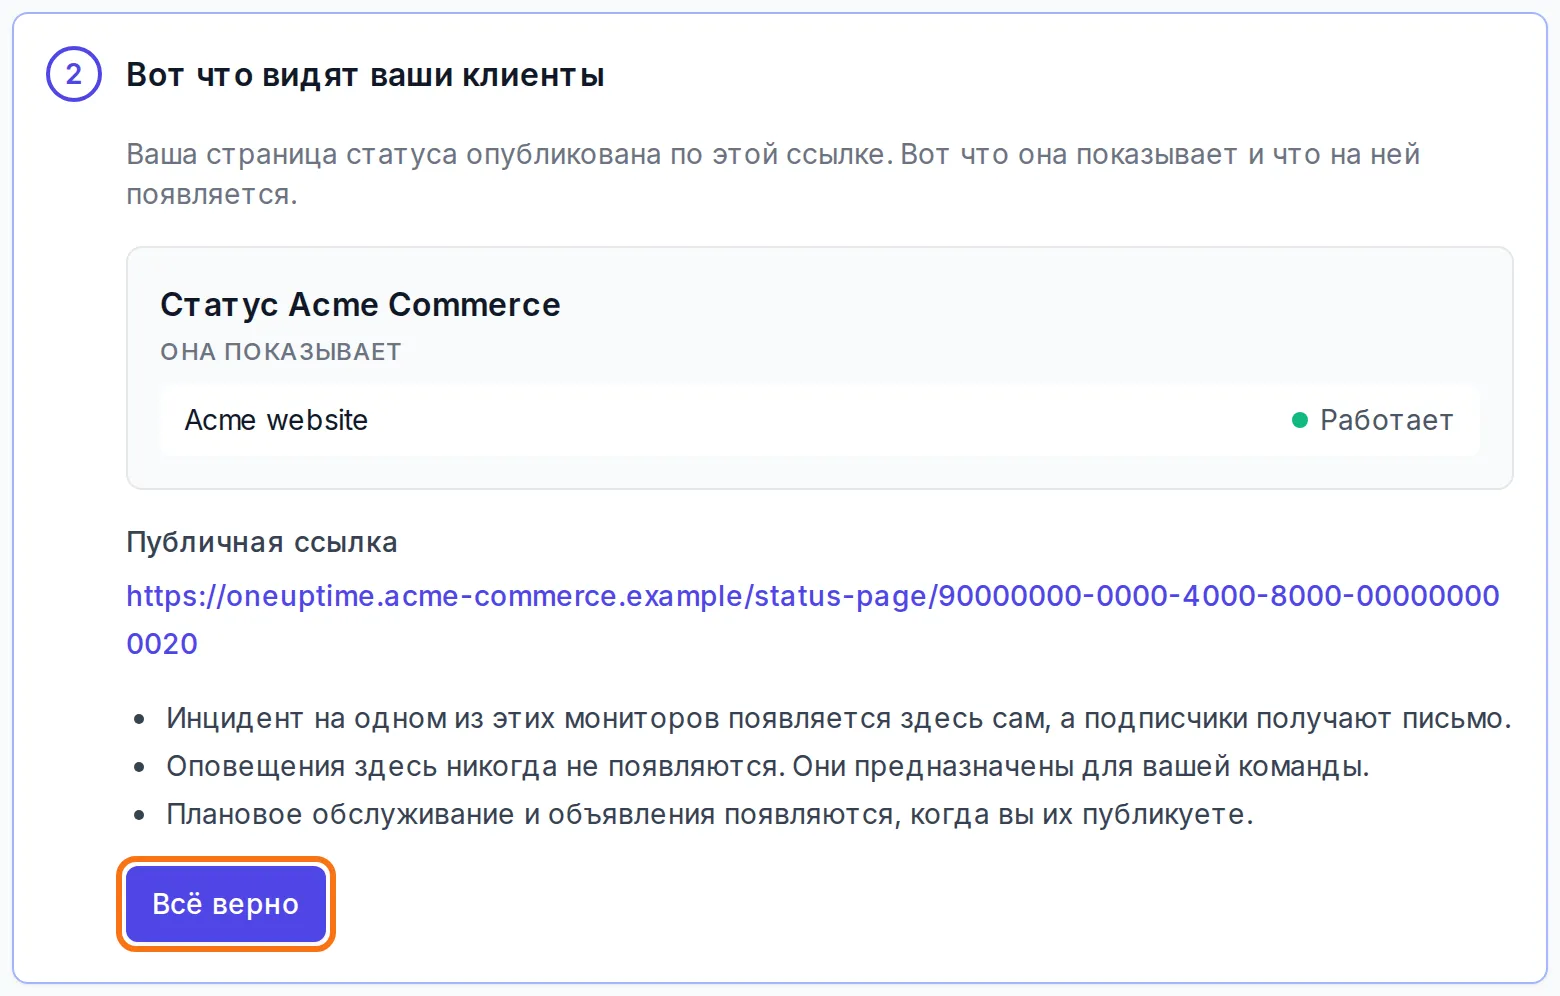 2
Вот что видят ваши клиенты
Ваша страница статуса опубликована по этой ссылке. Вот что она показывает и что на ней
появляется.
Статус Acme Commerce
ОНА ПОКАЗЫВАЕТ
Acme website
Работает
Публичная ссылка
https://oneuptime.acme-commerce.example/status-page/90000000-0000-4000-8000-00000000
0020
Инцидент на одном из этих мониторов появляется здесь сам, а подписчики получают письмо.
Оповещения здесь никогда не появляются. Они предназначены для вашей команды.
Плановое обслуживание и объявления появляются, когда вы их публикуете.
Всё верно